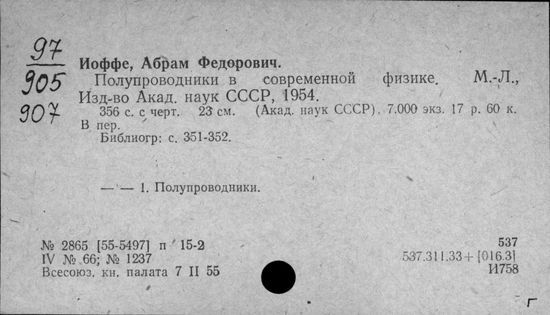 97
905
907
Иоффе, Абрам Федорович.
Полупроводники в современной физике. М.-Л.,
Изд-во Акад. наук СССР, 1954.
356 с. с черт. 23 см. (Акад. наук СССР). 7.000 экз. 17 р. 60 к.
В пер.
Библиогр: с. 351-352.
— — 1. Полупроводники.
№ 2865 [55-5497] п 15-2
IV № 66; № 1237
Всесоюз. кн. палата 7 II 55
537
537.311.33+[016.3]
И758
г